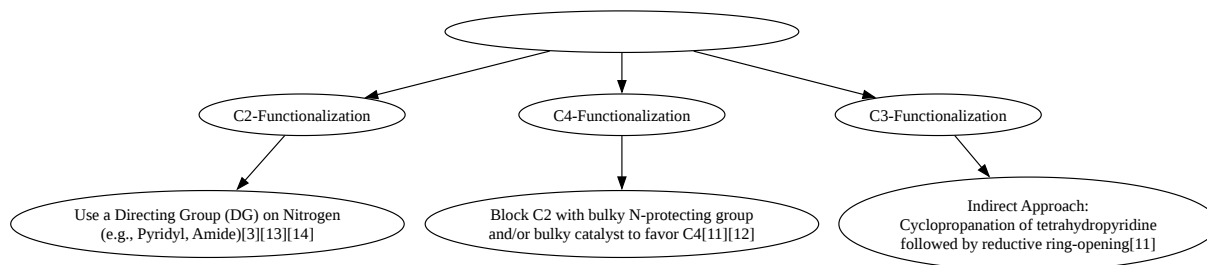 C2-Functionalization
C4-Functionalization
C3-Functionalization
Use a Directing Group (DG) on Nitrogen
(e.g., Pyridyl, Amide)[3][13][14]
Block C2 with bulky N-protecting group
and/or bulky catalyst to favor C4[11][12]
Indirect Approach:
Cyclopropanation of tetrahydropyridine
followed by reductive ring-opening[11]